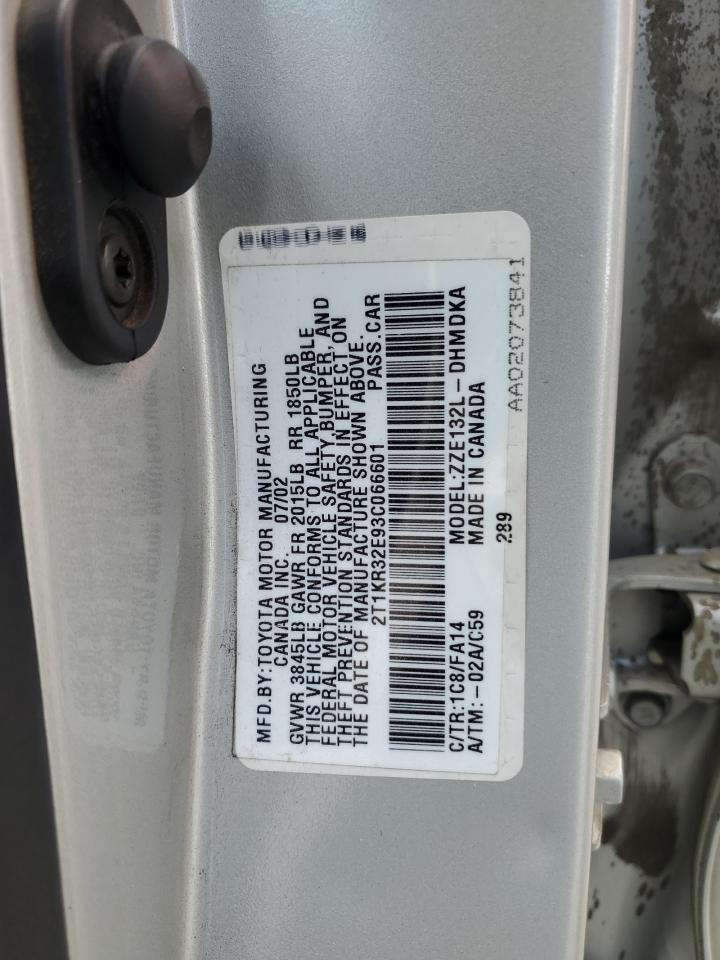 MFD.BY:TOYOTA MOTOR MANUFACTURING
CANADA INC. 07/02
GVWR 3845LB GAWR FR 2015LB RR 1850LB
THIS VEHICLE CONFORMS TO ALL APPLICABLE
FEDERAL MOTOR VEHICLE SAFETY, BUMPER, AND
THEFT PREVENTION STANDARDS IN EFFECT ON
THE DATE OF MANUFACTURE SHOWN ABOVE.
2T1KR32E93C066601 PASS.CAR
C/TR:1C8/FA14 MODEL:ZZE132L-DHMDKA
A/TM:-02A/C59 MADE IN CANADA
289
AA02073841